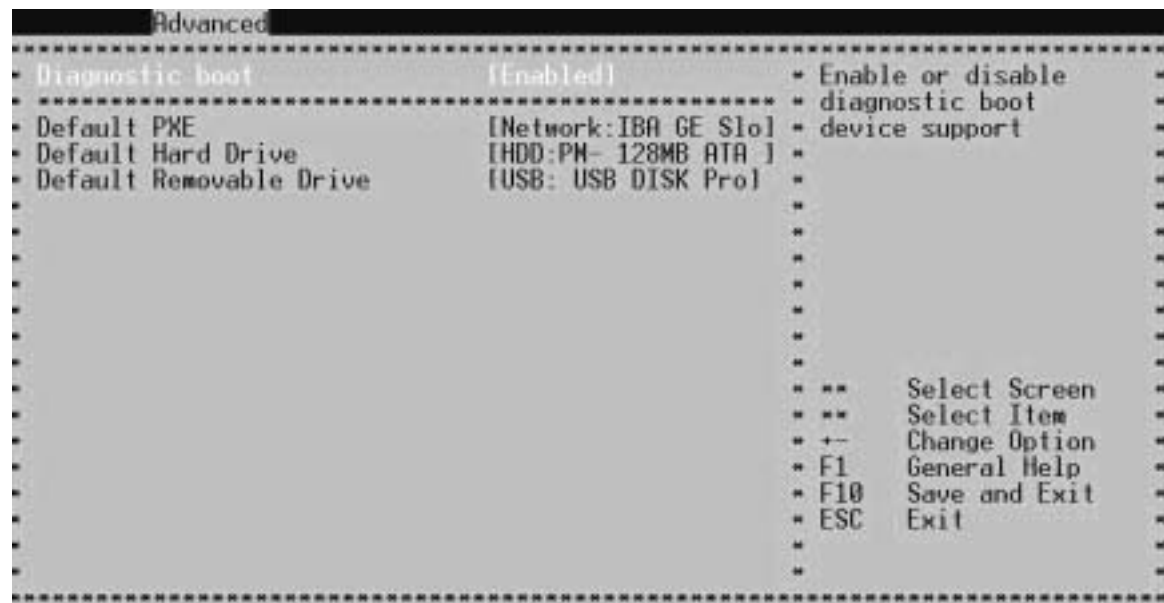 Advanced
Diagnostic boot [Enabled]
Default PXE [Network:IBA GE Slo]
Default Hard Drive [HDD:PM- 128MB ATA ]
Default Removable Drive [USB: USB DISK Pro]
Enable or disable
diagnostic boot
device support
** Select Screen
** Select Item
+- Change Option
F1 General Help
F10 Save and Exit
ESC Exit